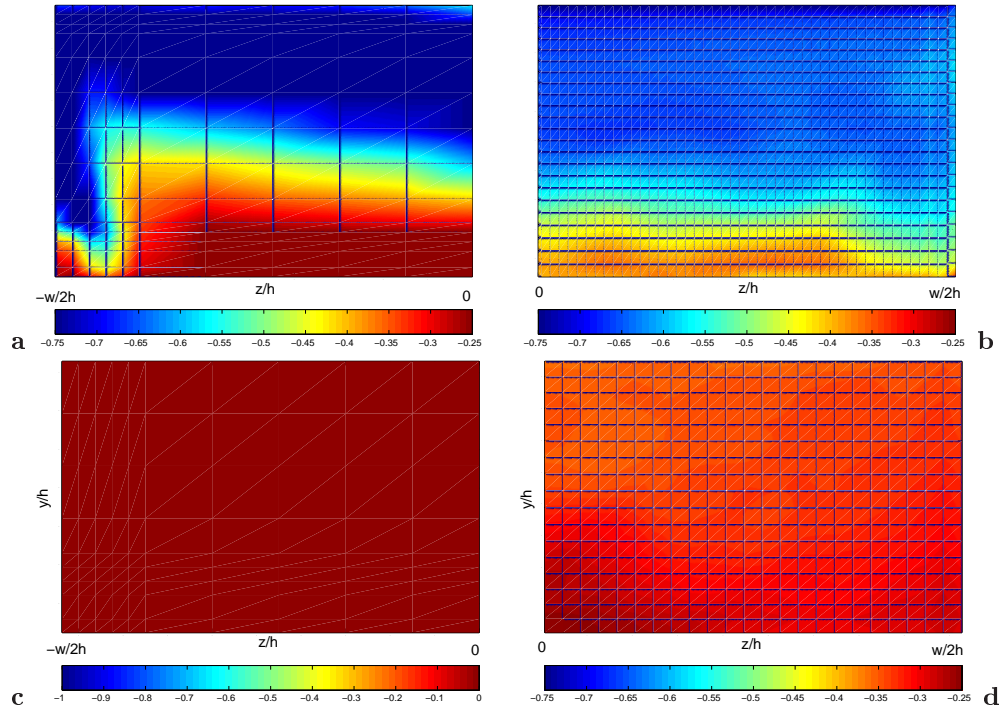 −w/2h z/h 0
0 z/h w/2h
a −0.75 −0.7 −0.65 −0.6 −0.55 −0.5 −0.45 −0.4 −0.35 −0.3 −0.25
−0.75 −0.7 −0.65 −0.6 −0.55 −0.5 −0.45 −0.4 −0.35 −0.3 −0.25 b
y/h
−w/2h z/h 0
y/h
0 z/h w/2h
c −1 −0.9 −0.8 −0.7 −0.6 −0.5 −0.4 −0.3 −0.2 −0.1 0
−0.75 −0.7 −0.65 −0.6 −0.55 −0.5 −0.45 −0.4 −0.35 −0.3 −0.25 d